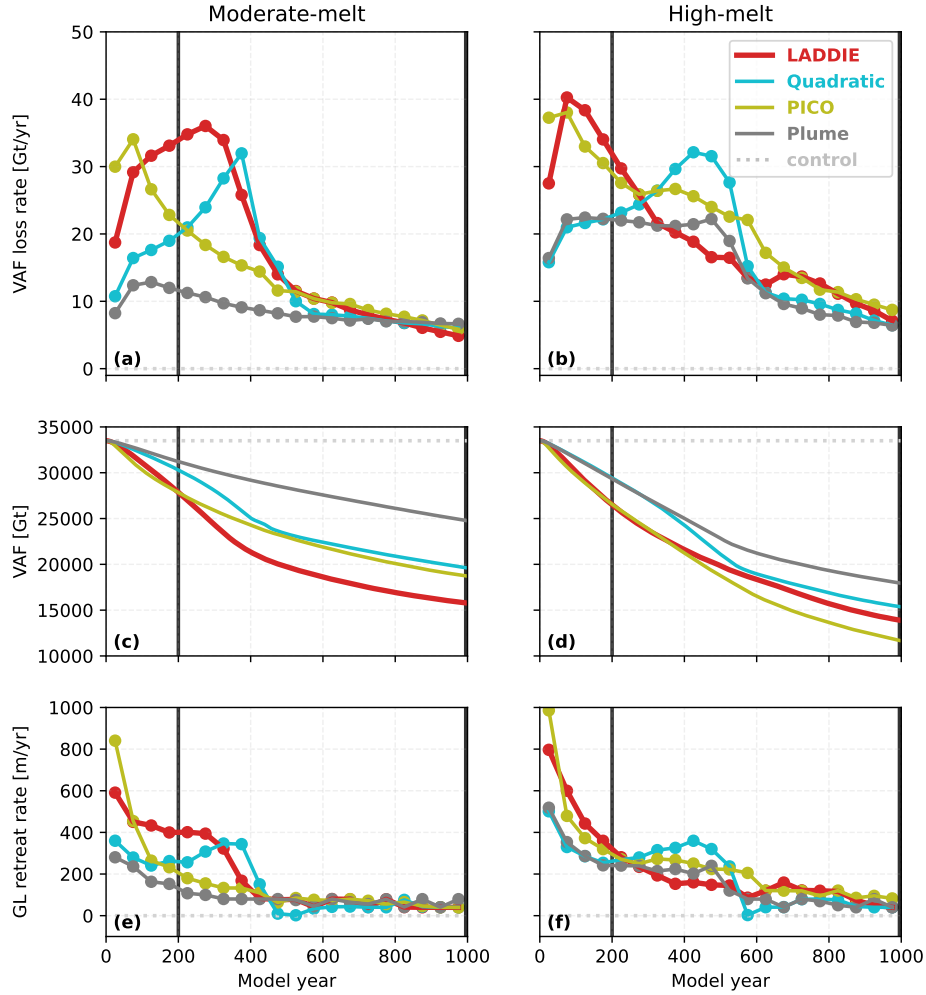 Moderate-melt
High-melt
50
40
30
20
10
0
VAF loss rate [Gt/yr]
(a)
(b)
LADDIE
Quadratic
PICO
Plume
control
35000
30000
25000
20000
15000
10000
VAF [Gt]
(c)
(d)
1000
800
600
400
200
0
GL retreat rate [m/yr]
(e)
(f)
0 200 400 600 800 1000
0 200 400 600 800 1000
Model year
Model year